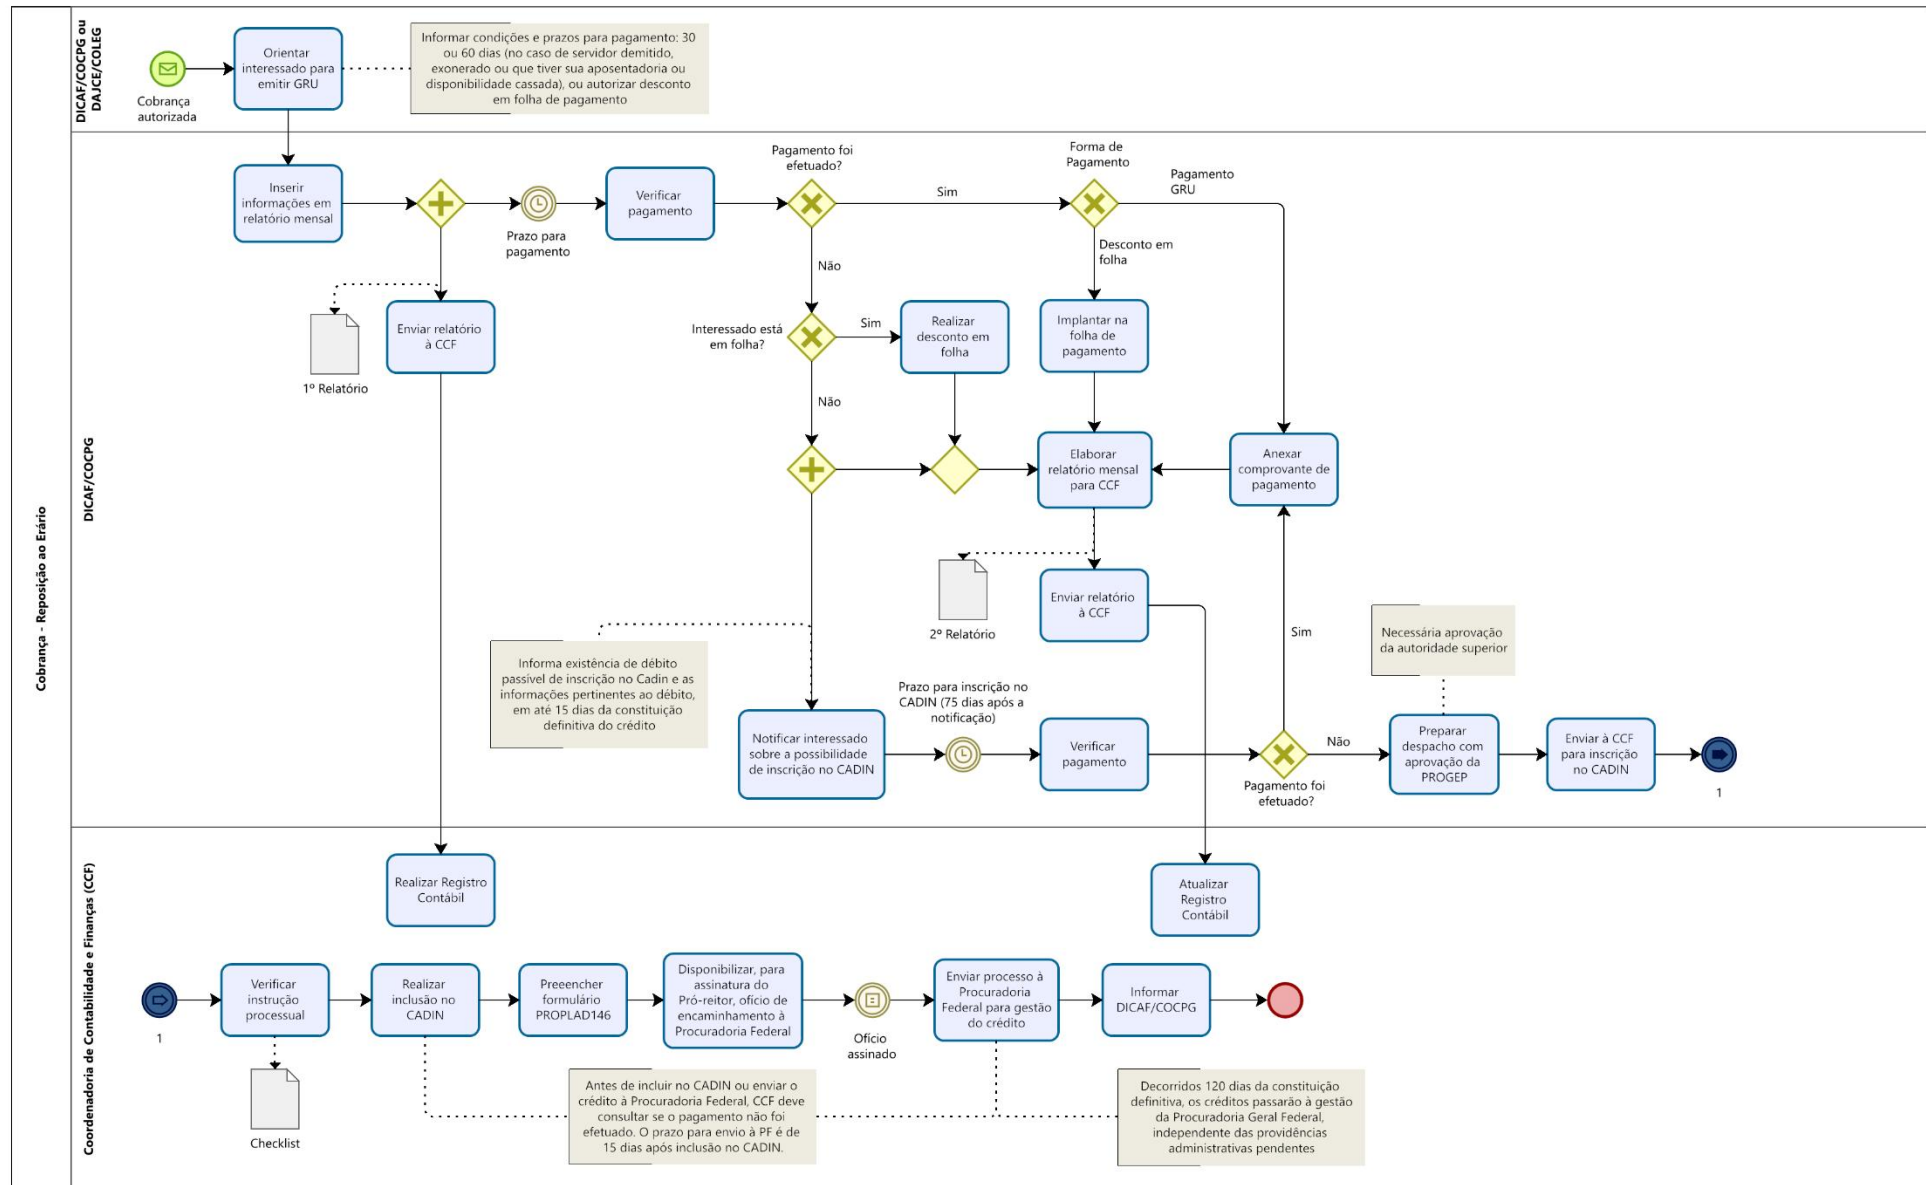 Cobrança - Reposição ao Erário
DICAF/COCPG ou
DAJCE/COLEG
Cobrança
autorizada
Orientar
interessado para
emitir GRU
Informar condições e prazos para pagamento: 30
ou 60 dias (no caso de servidor demitido,
exonerado ou que tiver sua aposentadoria ou
disponibilidade cassada), ou autorizar desconto
em folha de pagamento
DICAF/COCPG
Inserir
informações em
relatório mensal
Prazo para
pagamento
Verificar
pagamento
Pagamento foi
efetuado?
Sim
Forma de
Pagamento
Pagamento
GRU
Não
Desconto em
folha
1º Relatório
Enviar relatório
à CCF
Interessado está
em folha?
Sim
Realizar
desconto em
folha
Implantar na
folha de
pagamento
Não
Elaborar
relatório mensal
para CCF
Anexar
comprovante de
pagamento
2º Relatório
Enviar relatório
à CCF
Sim
Necessária aprovação
da autoridade superior
Informa existência de débito
passível de inscrição no Cadin e as
informações pertinentes ao débito,
em até 15 dias da constituição
definitiva do crédito
Notificar interessado
sobre a possibilidade
de inscrição no CADIN
Prazo para inscrição no
CADIN (75 dias após a
notificação)
Verificar
pagamento
Pagamento foi
efetuado?
Não
Preparar
despacho com
aprovação da
PROGEP
Enviar à CCF
para inscrição
no CADIN
1
Coordenadoria de Contabilidade e Finanças (CCF)
Realizar Registro
Contábil
Atualizar
Registro
Contábil
1
Verificar
instrução
processual
Checklist
Realizar
inclusão no
CADIN
Preeencher
formulário
PROPLAD146
Disponibilizar, para
assinatura do
Pró-reitor, ofício de
encaminhamento à
Procuradoria Federal
Ofício
assinado
Enviar processo à
Procuradoria
Federal para gestão
do crédito
Informar
DICAF/COCPG
Antes de incluir no CADIN ou enviar o
crédito à Procuradoria Federal, CCF deve
consultar se o pagamento não foi
efetuado. O prazo para envio à PF é de
15 dias após inclusão no CADIN.
Decorridos 120 dias da constituição
definitiva, os créditos passarão à gestão
da Procuradoria Geral Federal,
independente das providências
administrativas pendentes